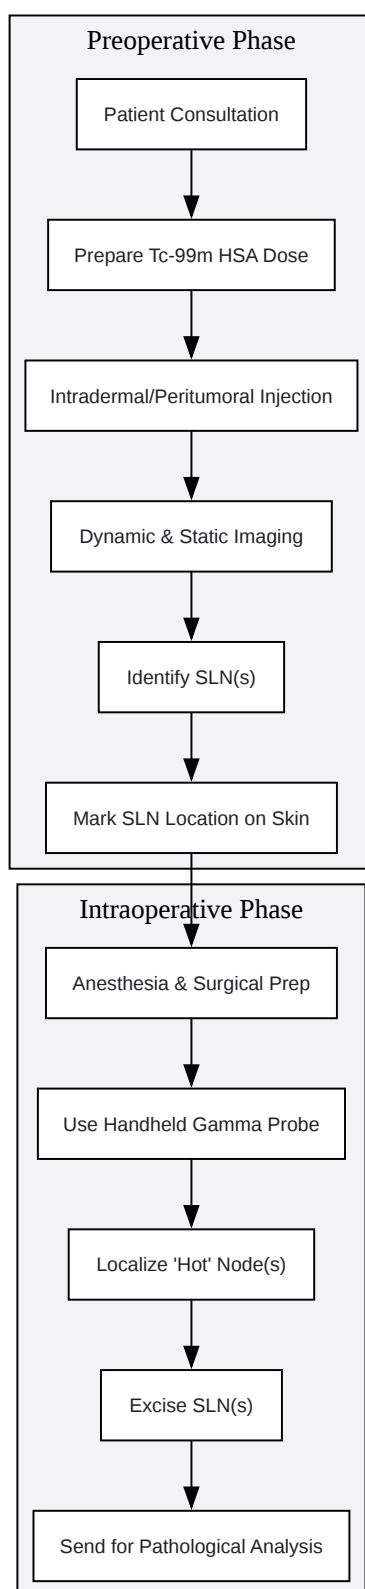 Preoperative Phase
Patient Consultation
Prepare Tc-99m HSA Dose
Intradermal/Peritumoral Injection
Dynamic & Static Imaging
Identify SLN(s)
Mark SLN Location on Skin
Intraoperative Phase
Anesthesia & Surgical Prep
Use Handheld Gamma Probe
Localize 'Hot' Node(s)
Excise SLN(s)
Send for Pathological Analysis